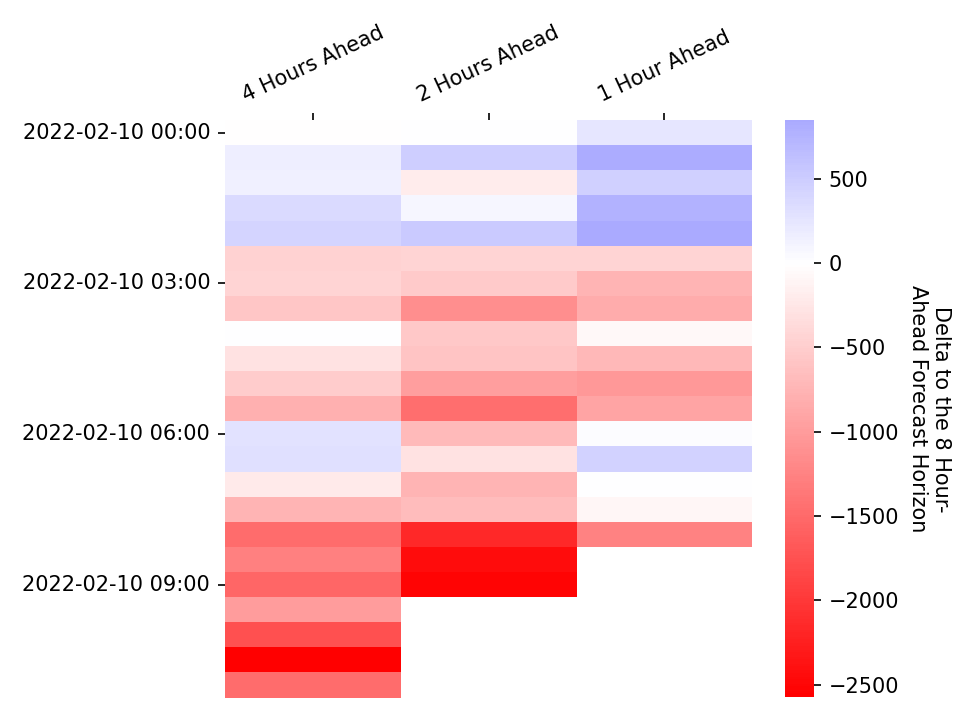 4 Hours Ahead
2 Hours Ahead
1 Hour Ahead
2022-02-10 00:00
2022-02-10 03:00
2022-02-10 06:00
2022-02-10 09:00
500
0
−500
−1000
−1500
−2000
−2500
Delta to the 8 Hour-
Ahead Forecast Horizon